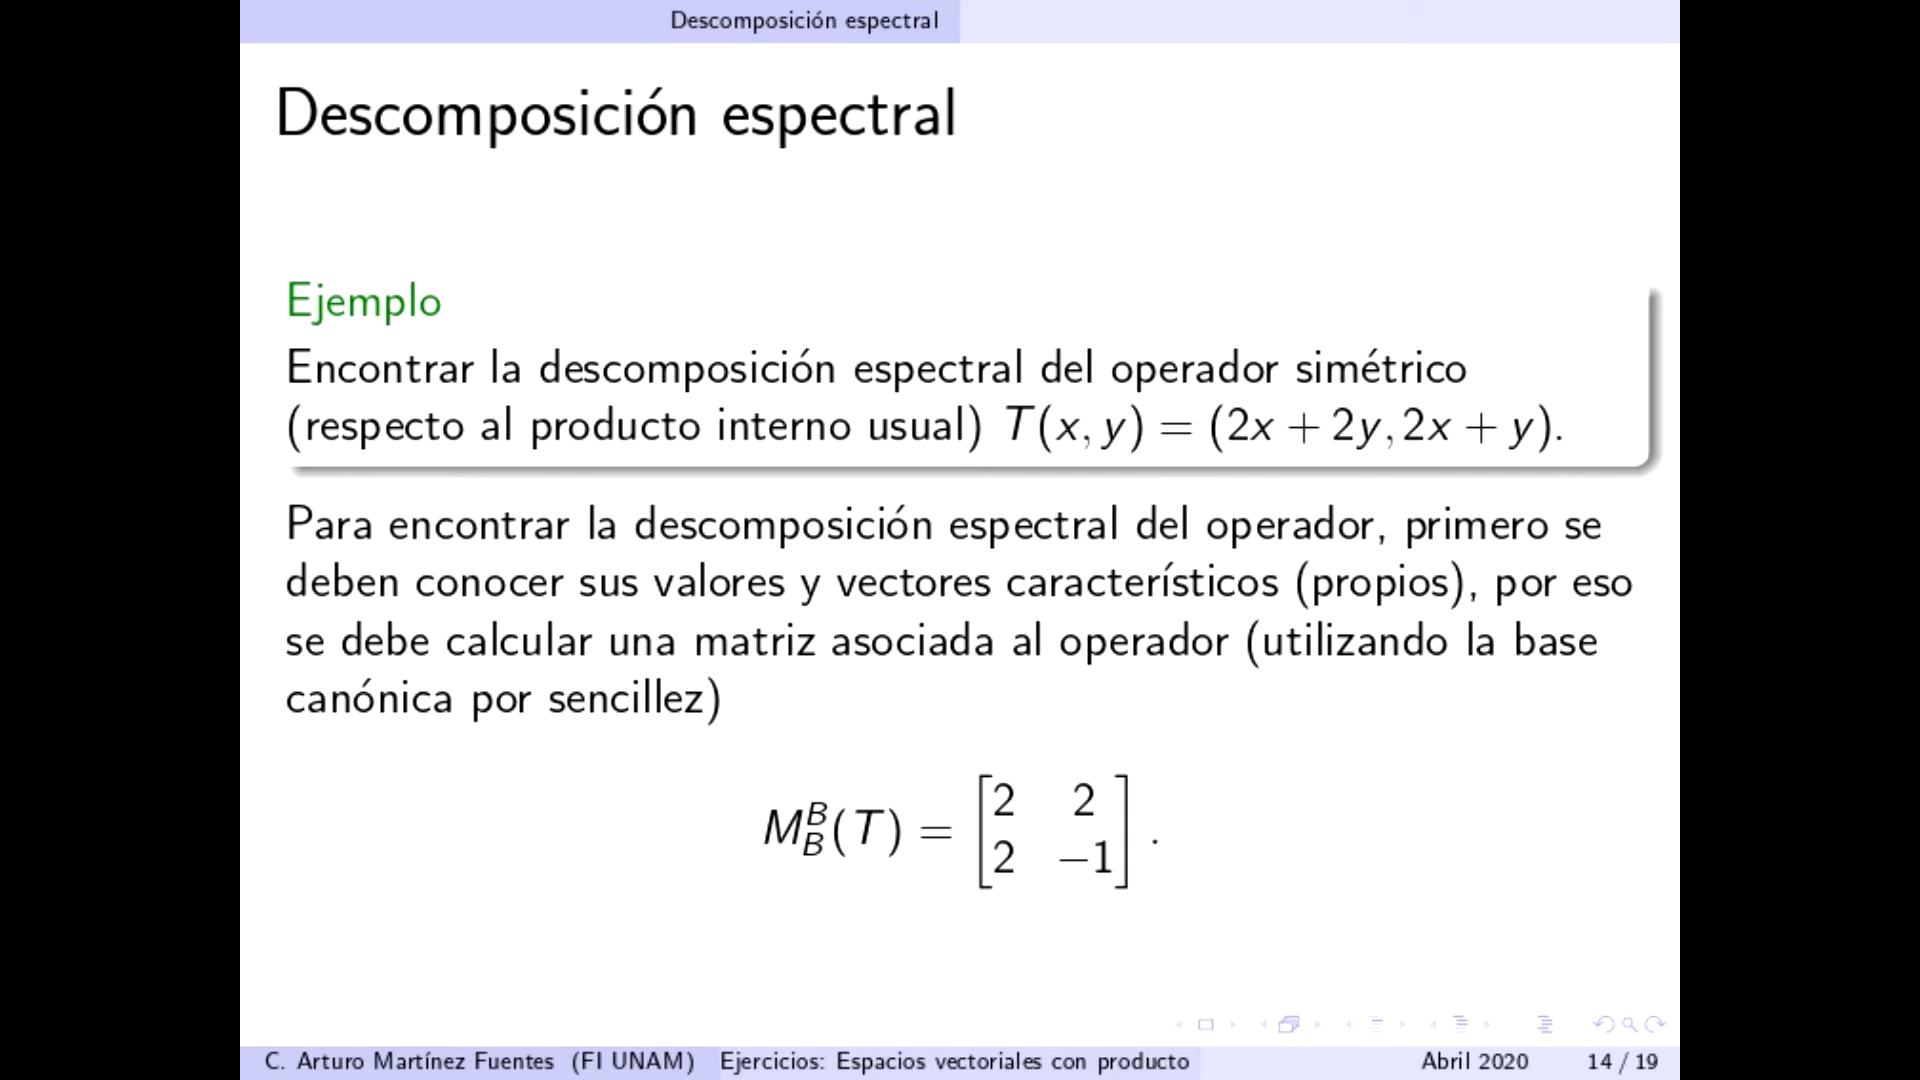 Descomposición espectral
Descomposición espectral
Ejemplo
Encontrar la descomposición espectral del operador simétrico
(respecto al producto interno usual) T(x, y) = (2x + 2y, 2x + y).
Para encontrar la descomposición espectral del operador, primero se
deben conocer sus valores y vectores característicos (propios), por eso
se debe calcular una matriz asociada al operador (utilizando la base
canónica por sencillez)
M_B^B(T) = [2 2
2 −1].
C. Arturo Martínez Fuentes (FI UNAM) Ejercicios: Espacios vectoriales con producto Abril 2020 14 / 19